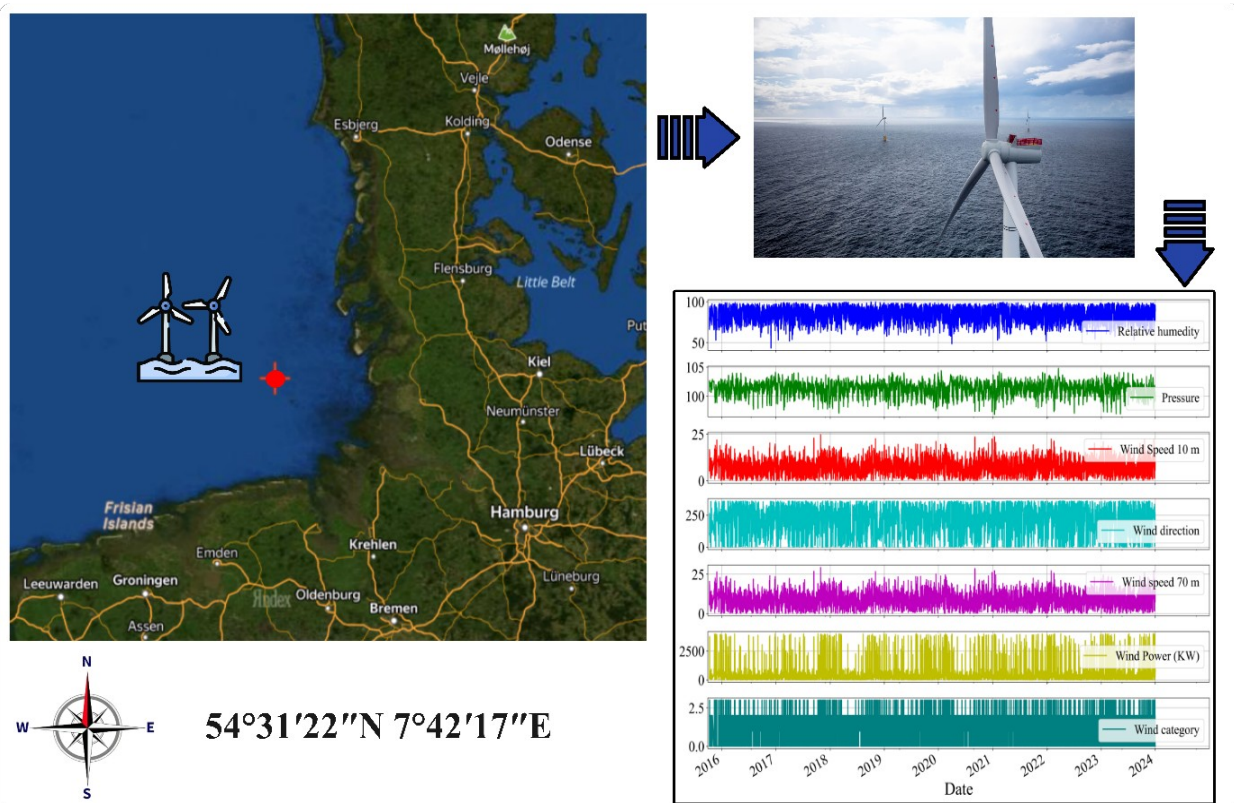 Møllehøj
Vejle
Esbjerg
Kolding
Odense
Flensburg
Little Belt
Put
Kiel
Neumünster
Lübeck
Frisian
Islands
Hamburg
Emden
Krehlen
Leeuwarden
Groningen
Lüneburg
Yandex
Oldenburg
Bremen
Assen
N
W
E
S
54°31′22″N 7°42′17″E
100
50
Relative humedity
105
100
Pressure
25
0
Wind Speed 10 m
250
0
Wind direction
25
0
Wind speed 70 m
2500
0
Wind Power (KW)
2.5
0.0
Wind category
2016 2017 2018 2019 2020 2021 2022 2023 2024
Date